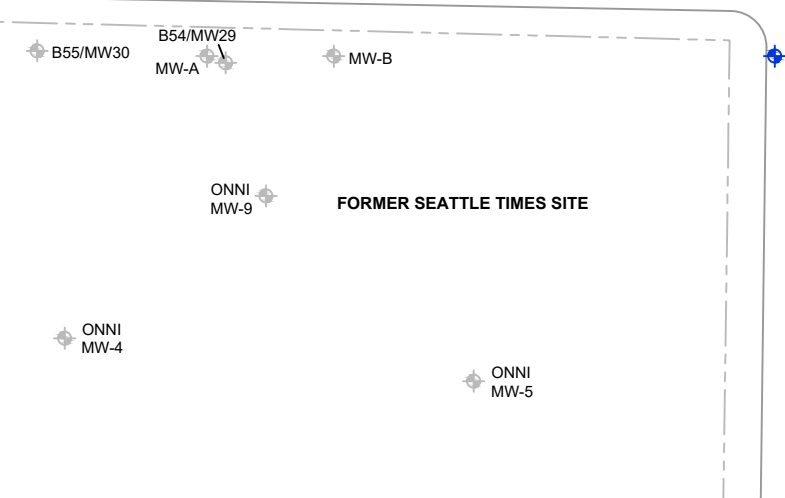 B54/MW29
B55/MW30
MW-A
MW-B
ONNI
MW-9
FORMER SEATTLE TIMES SITE
ONNI
MW-4
ONNI
MW-5